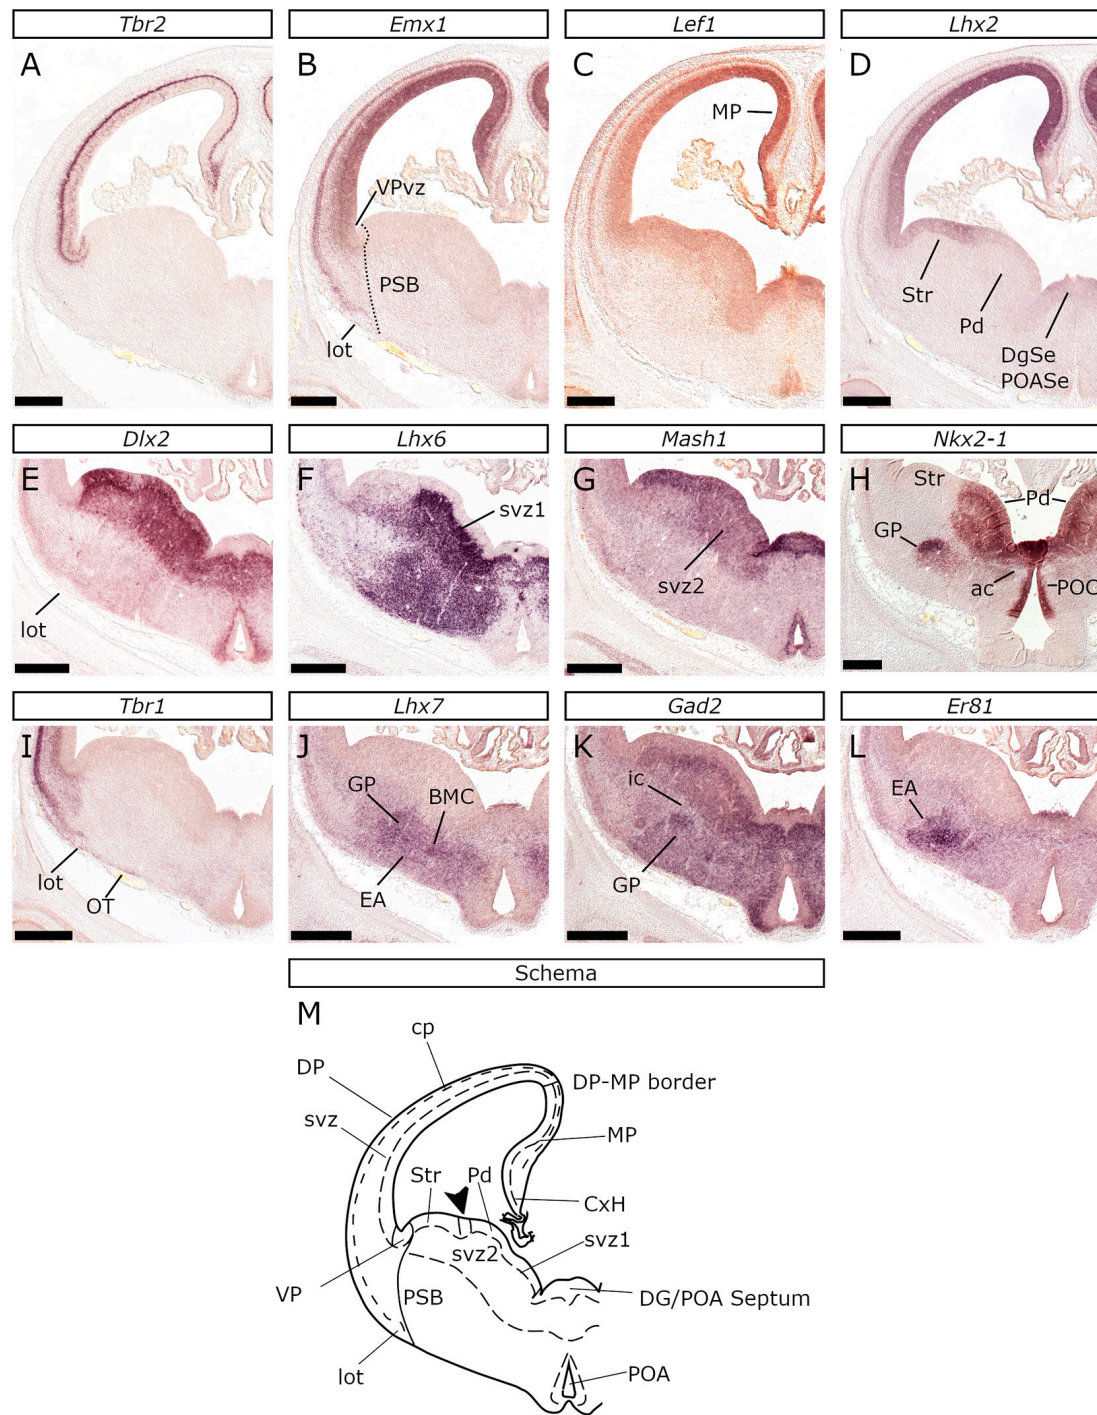 Tbr2
Emx1
Lef1
Lhx2
A
B
C
D
MP
VPvz
PSB
lot
Str
Pd
DgSe
POASe
Dlx2
Lhx6
Mash1
Nkx2-1
E
F
G
H
lot
svz1
svz2
Str
Pd
GP
ac
POC
Tbr1
Lhx7
Gad2
Er81
I
J
K
L
lot
OT
GP
BMC
EA
ic
GP
EA
Schema
M
cp
DP
DP-MP border
svz
MP
Str
Pd
CxH
svz2
svz1
VP
PSB
DG/POA Septum
lot
POA